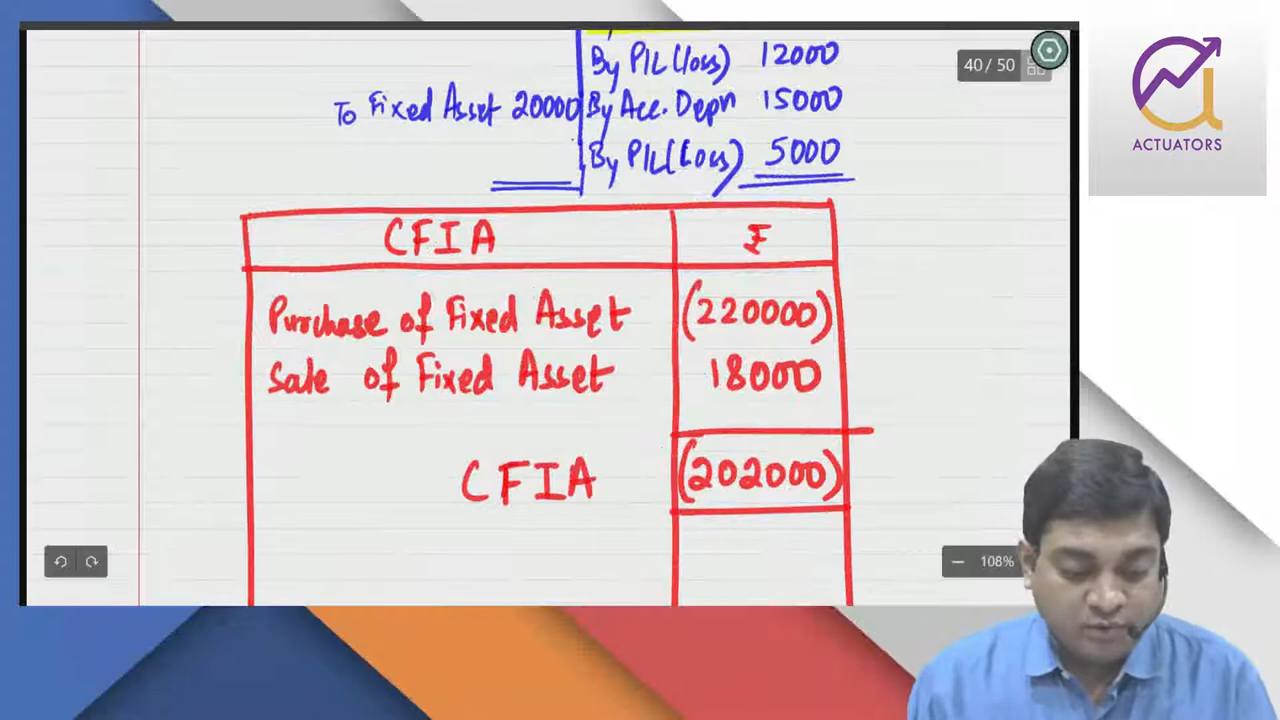 By P/L (loss) 12000
To Fixed Asset 20000 By Acc. Depn 15000
By P/L (Loss) 5000
CFIA ₹
Purchase of Fixed Asset (220000)
Sale of Fixed Asset 18000
CFIA (202000)
40 / 50
108%
ACTUATORS